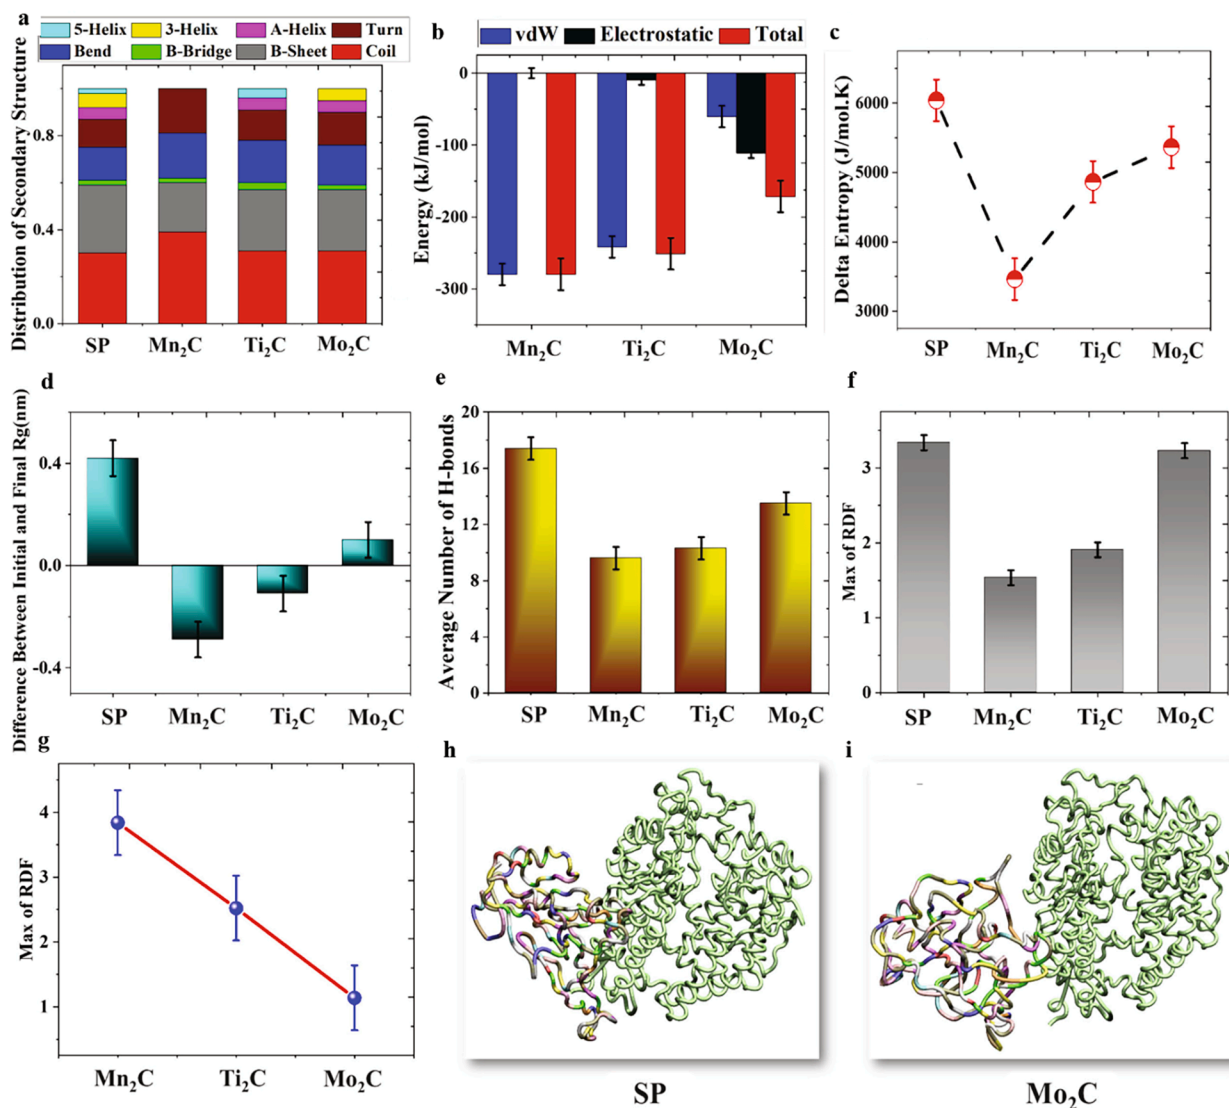 a
5-Helix 3-Helix A-Helix Turn
Bend B-Bridge B-Sheet Coil
Distribution of Secondary Structure
0.8
0.4
0.0
SP Mn₂C Ti₂C Mo₂C
b
vdW Electrostatic Total
Energy (kJ/mol)
0
-100
-200
-300
Mn₂C Ti₂C Mo₂C
c
Delta Entropy (J/mol.K)
6000
5000
4000
3000
SP Mn₂C Ti₂C Mo₂C
d
Difference Between Initial and Final Rg(nm)
0.4
0.0
-0.4
SP Mn₂C Ti₂C Mo₂C
e
Average Number of H-bonds
20
16
12
8
4
0
SP Mn₂C Ti₂C Mo₂C
f
Max of RDF
3
2
1
0
SP Mn₂C Ti₂C Mo₂C
g
Max of RDF
4
3
2
1
Mn₂C Ti₂C Mo₂C
h
SP
i
Mo₂C